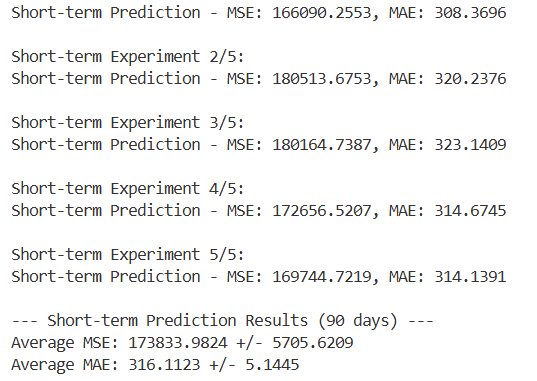 Short-term Prediction - MSE: 166090.2553, MAE: 308.3696
Short-term Experiment 2/5:
Short-term Prediction - MSE: 180513.6753, MAE: 320.2376
Short-term Experiment 3/5:
Short-term Prediction - MSE: 180164.7387, MAE: 323.1409
Short-term Experiment 4/5:
Short-term Prediction - MSE: 172656.5207, MAE: 314.6745
Short-term Experiment 5/5:
Short-term Prediction - MSE: 169744.7219, MAE: 314.1391
--- Short-term Prediction Results (90 days) ---
Average MSE: 173833.9824 +/- 5705.6209
Average MAE: 316.1123 +/- 5.1445